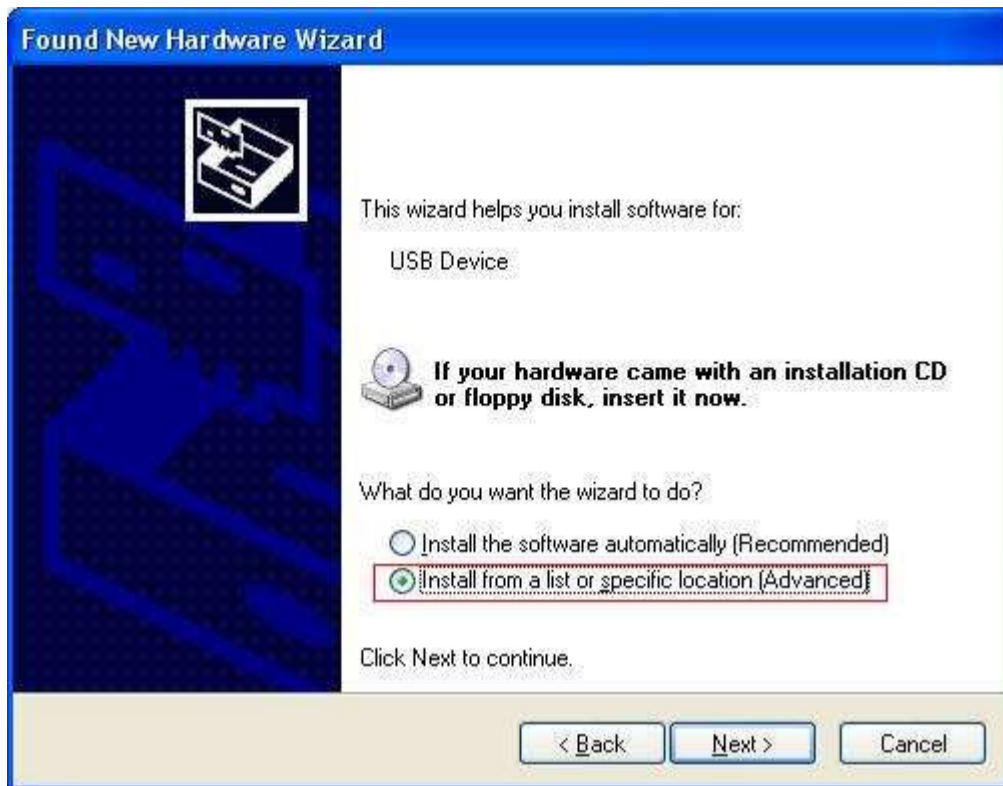 Found New Hardware Wizard
This wizard helps you install software for:
USB Device
If your hardware came with an installation CD
or floppy disk, insert it now.
What do you want the wizard to do?
Install the software automatically (Recommended)
Install from a list or specific location (Advanced)
Click Next to continue.
< Back
Next >
Cancel